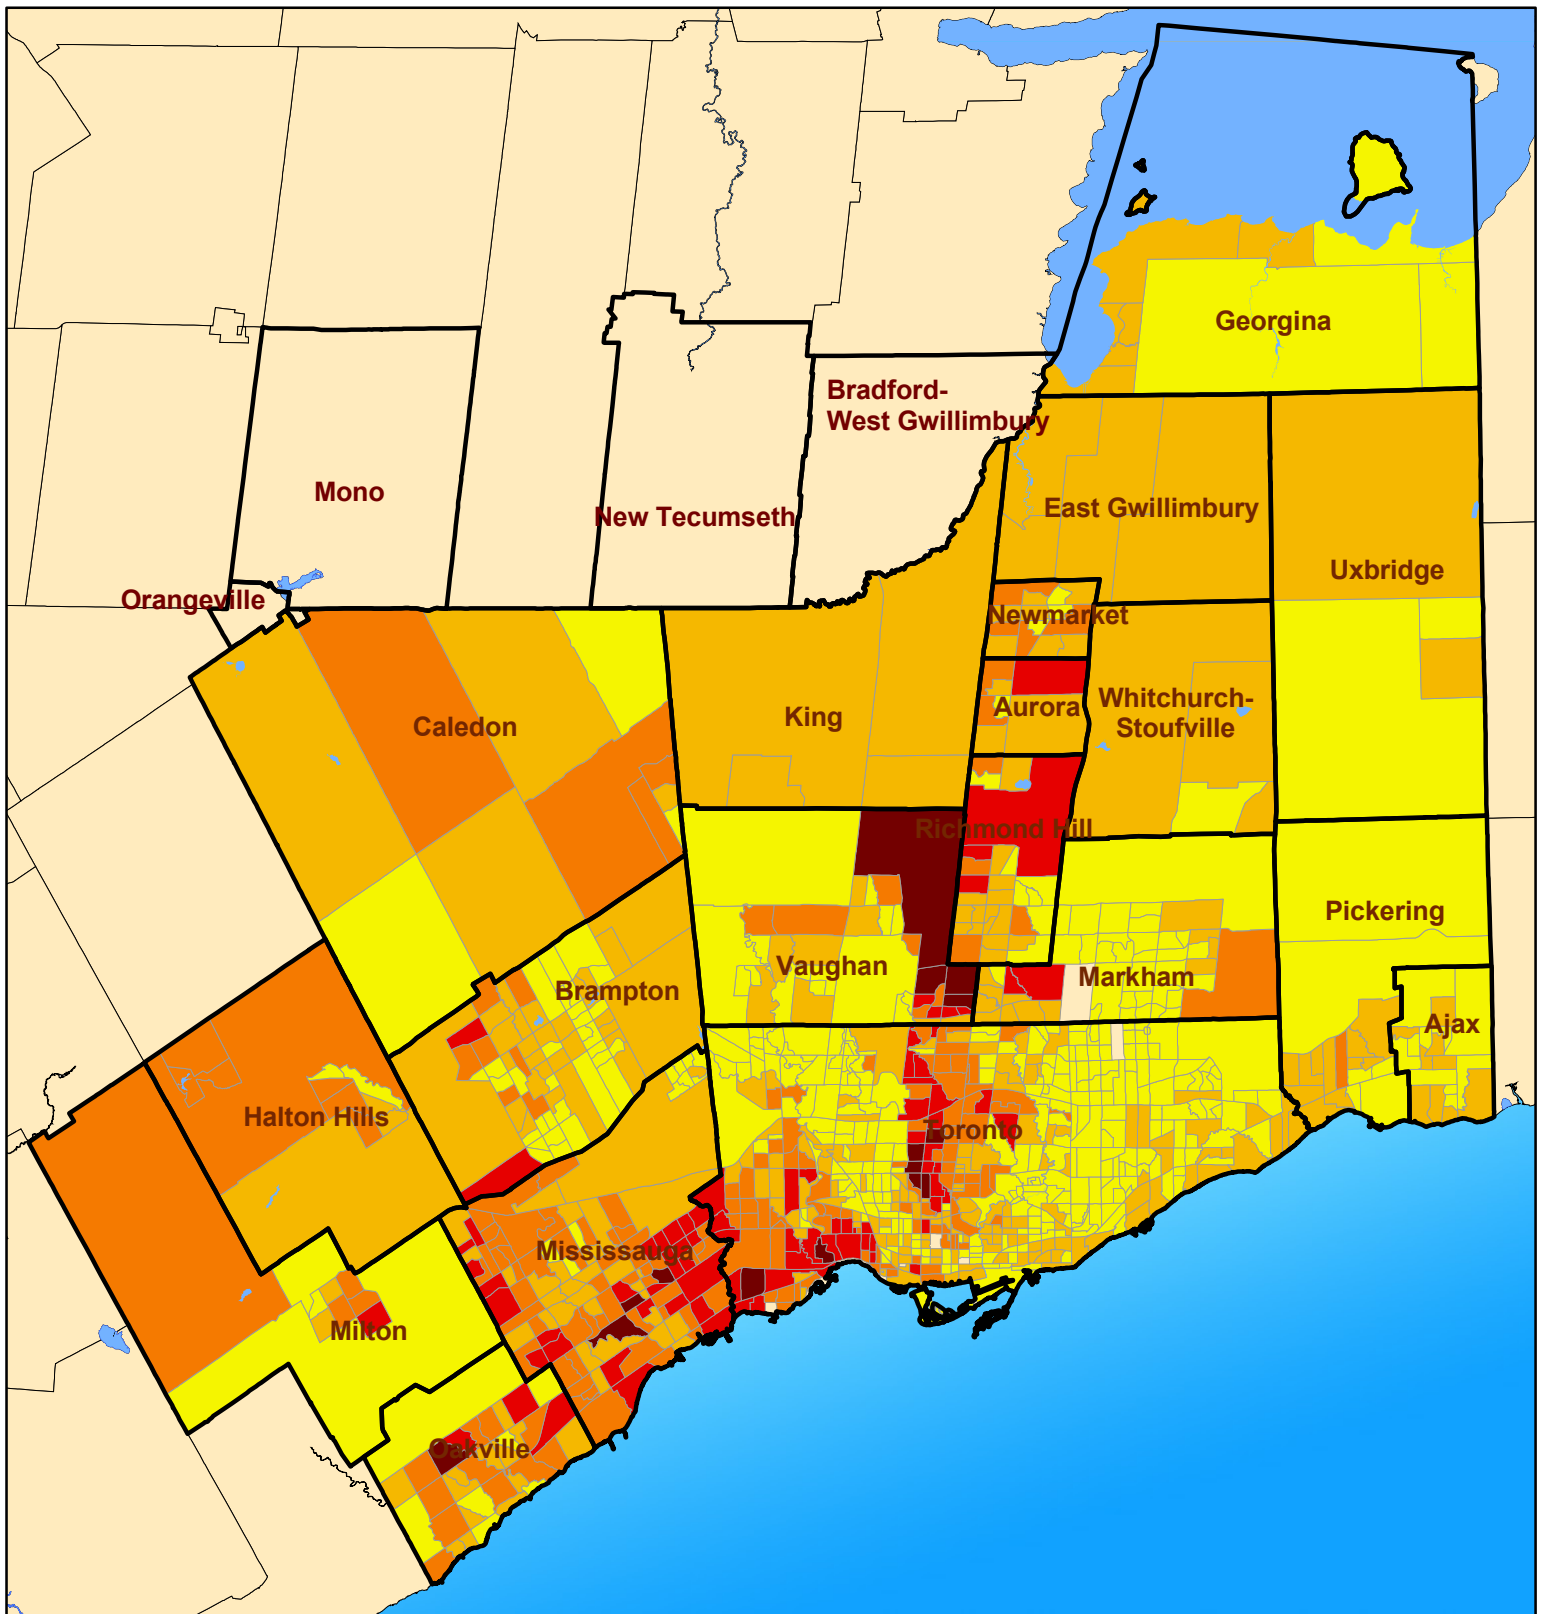 Georgina
Bradford-
West Gwillimbury
Mono
New Tecumseth
East Gwillimbury
Uxbridge
Orangeville
Newmarket
King
Aurora
Whitchurch-
Stoufville
Caledon
Richmond Hill
Pickering
Vaughan
Markham
Brampton
Ajax
Halton Hills
Toronto
Mississauga
Milton
Oakville